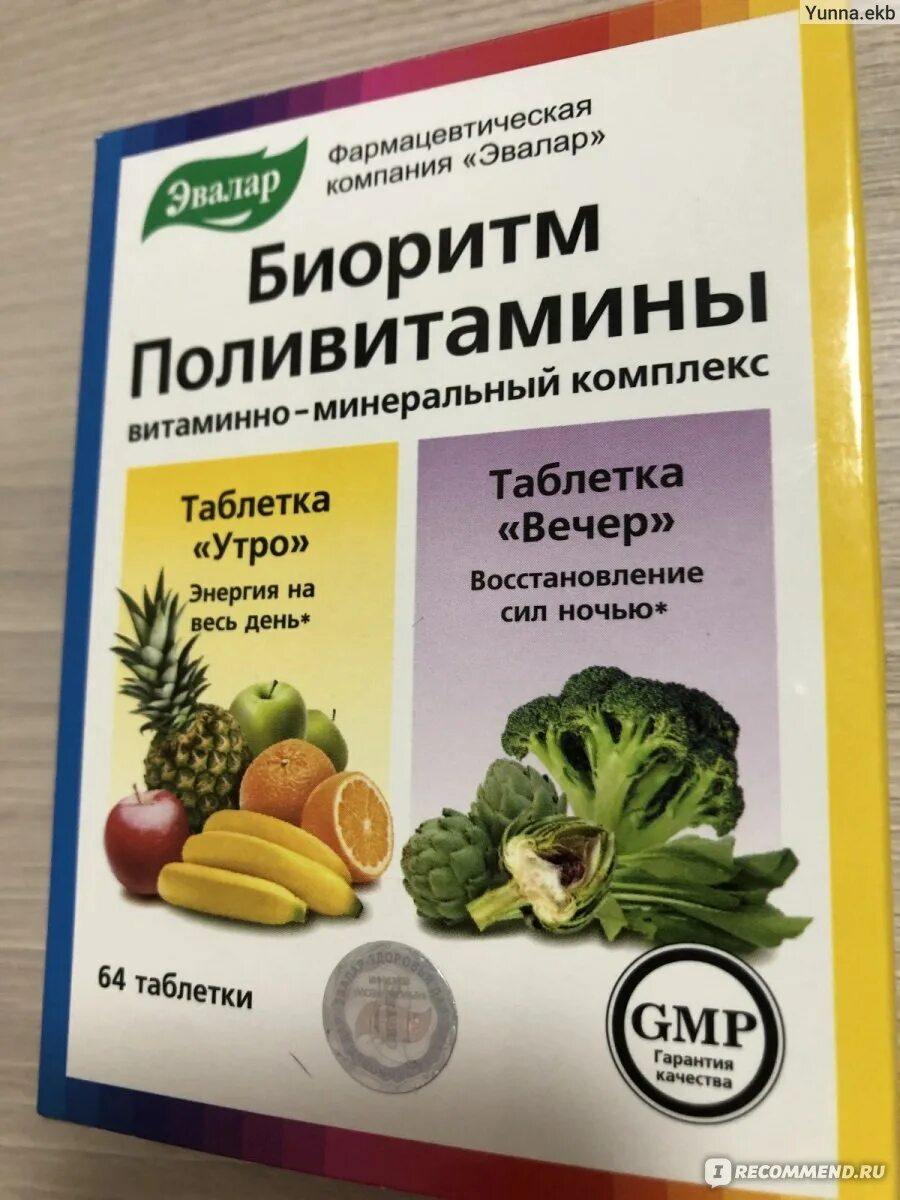 Yunna.ekb
Эвалар
Фармацевтическая
компания «Эвалар»
Биоритм
Поливитамины
витаминно-минеральный комплекс
Таблетка
«Утро»
Энергия на
весь день*
Таблетка
«Вечер»
Восстановление
сил ночью*
64 таблетки
GMP
Гарантия
качества
IRECOMMEND.RU